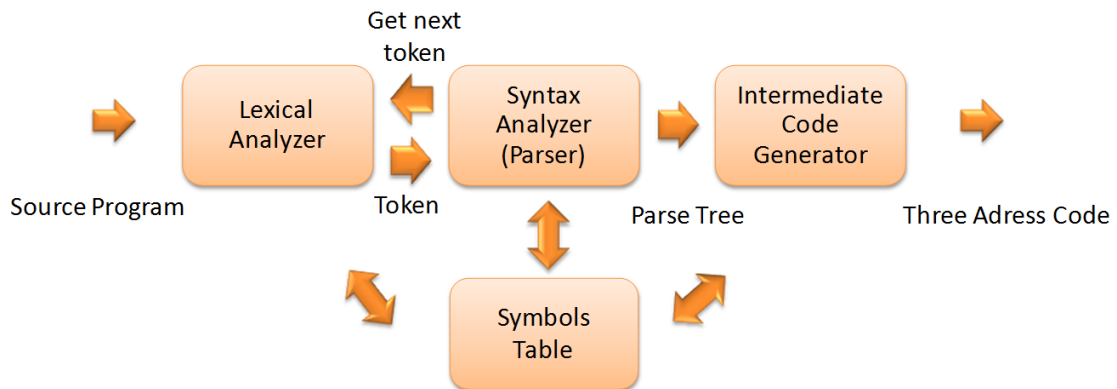 Get next
token
Lexical
Analyzer
Syntax
Analyzer
(Parser)
Intermediate
Code
Generator
Source Program
Token
Parse Tree
Three Adress Code
Symbols
Table